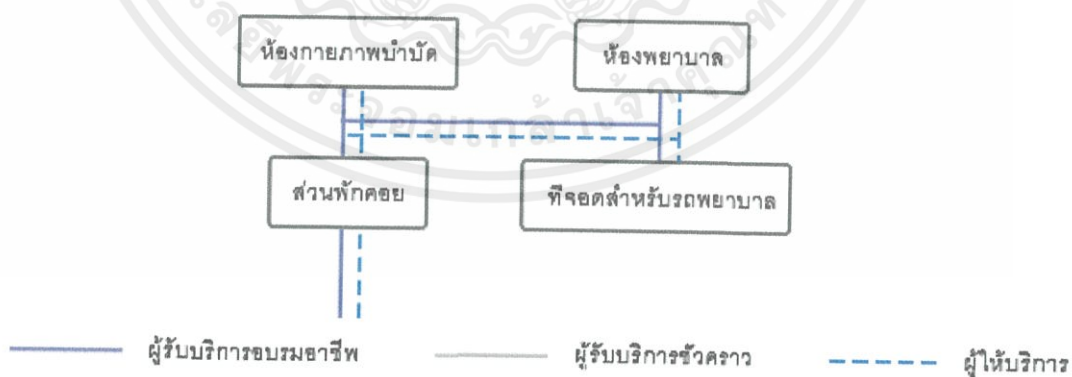 ห้องกายภาพบำบัด
ห้องพยาบาล
ส่วนพักคอย
ที่จอดสำหรับรถพยาบาล
ผู้รับบริการอบรมอาชีพ
ผู้รับบริการชั่วคราว
ผู้ให้บริการ